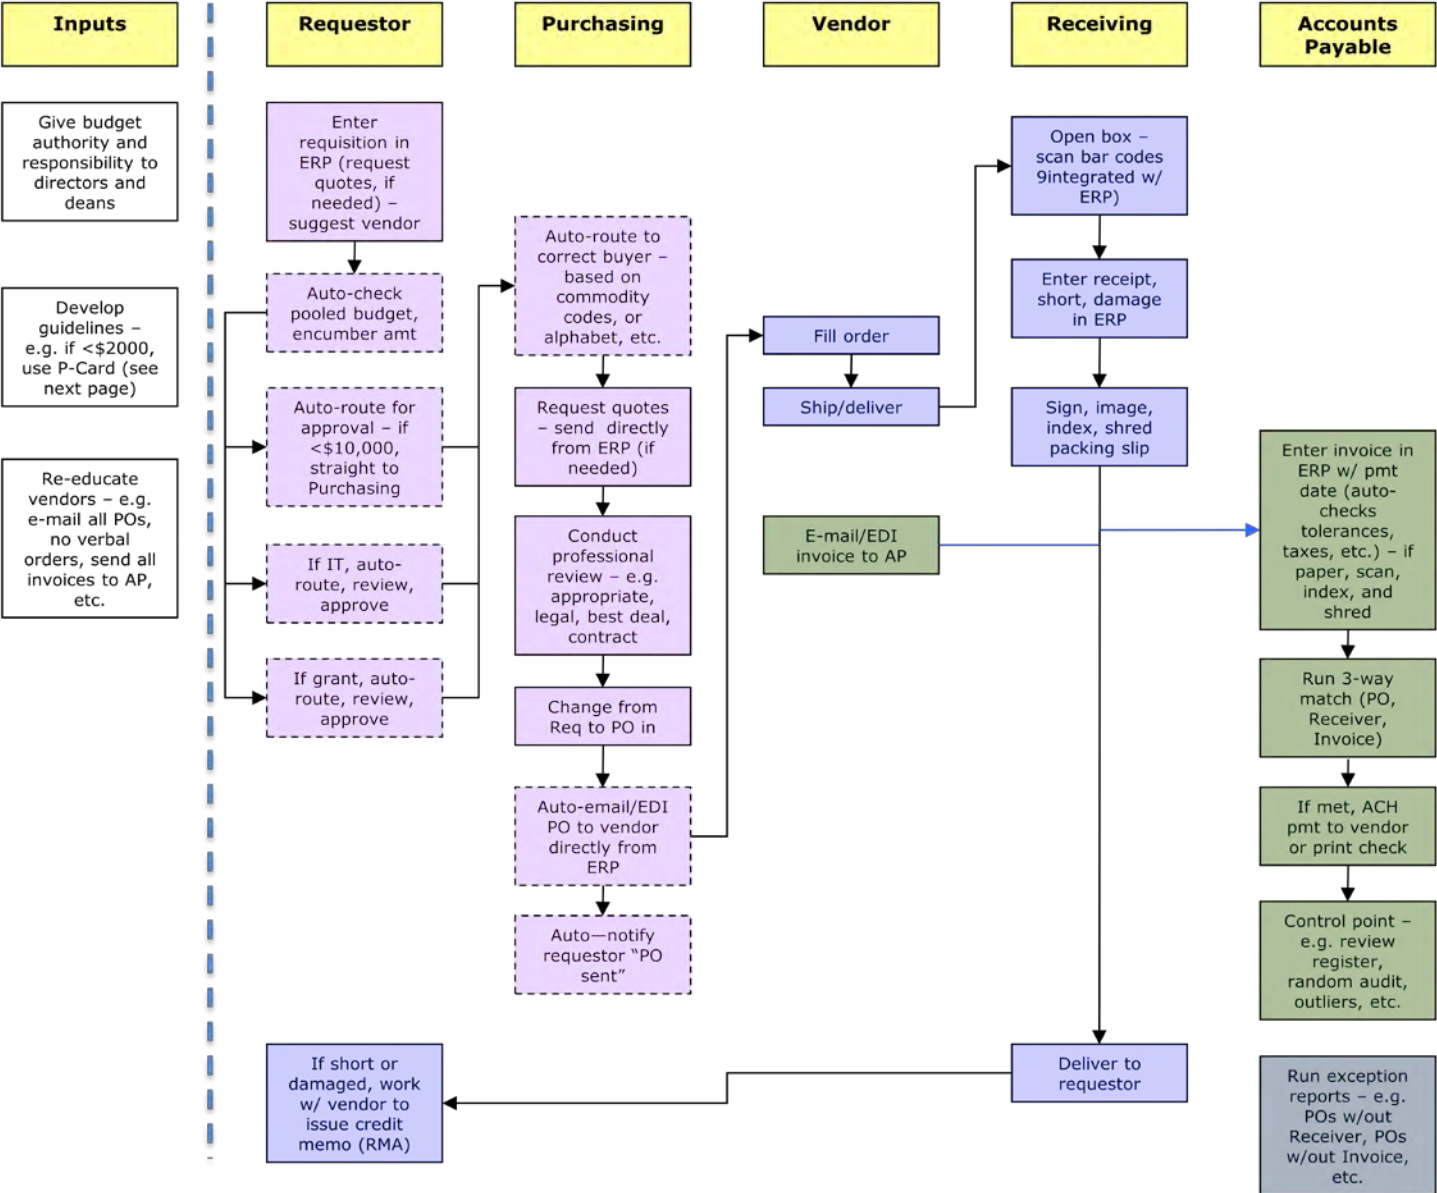 Inputs
Requestor
Purchasing
Vendor
Receiving
Accounts
Payable
Give budget
authority and
responsibility to
directors and
deans
Develop
guidelines –
e.g. if <$2000,
use P-Card (see
next page)
Re-educate
vendors – e.g.
e-mail all POs,
no verbal
orders, send all
invoices to AP,
etc.
Enter
requisition in
ERP (request
quotes, if
needed) –
suggest vendor
Auto-check
pooled budget,
encumber amt
Auto-route for
approval – if
<$10,000,
straight to
Purchasing
If IT, auto-
route, review,
approve
If grant, auto-
route, review,
approve
If short or
damaged, work
w/ vendor to
issue credit
memo (RMA)
Auto-route to
correct buyer –
based on
commodity
codes, or
alphabet, etc.
Request quotes
– send directly
from ERP (if
needed)
Conduct
professional
review – e.g.
appropriate,
legal, best deal,
contract
Change from
Req to PO in
Auto-email/EDI
PO to vendor
directly from
ERP
Auto—notify
requestor “PO
sent”
Fill order
Ship/deliver
E-mail/EDI
invoice to AP
Open box –
scan bar codes
9integrated w/
ERP)
Enter receipt,
short, damage
in ERP
Sign, image,
index, shred
packing slip
Deliver to
requestor
Enter invoice in
ERP w/ pmt
date (auto-
checks
tolerances,
taxes, etc.) – if
paper, scan,
index, and
shred
Run 3-way
match (PO,
Receiver,
Invoice)
If met, ACH
pmt to vendor
or print check
Control point –
e.g. review
register,
random audit,
outliers, etc.
Run exception
reports – e.g.
POs w/out
Receiver, POs
w/out Invoice,
etc.